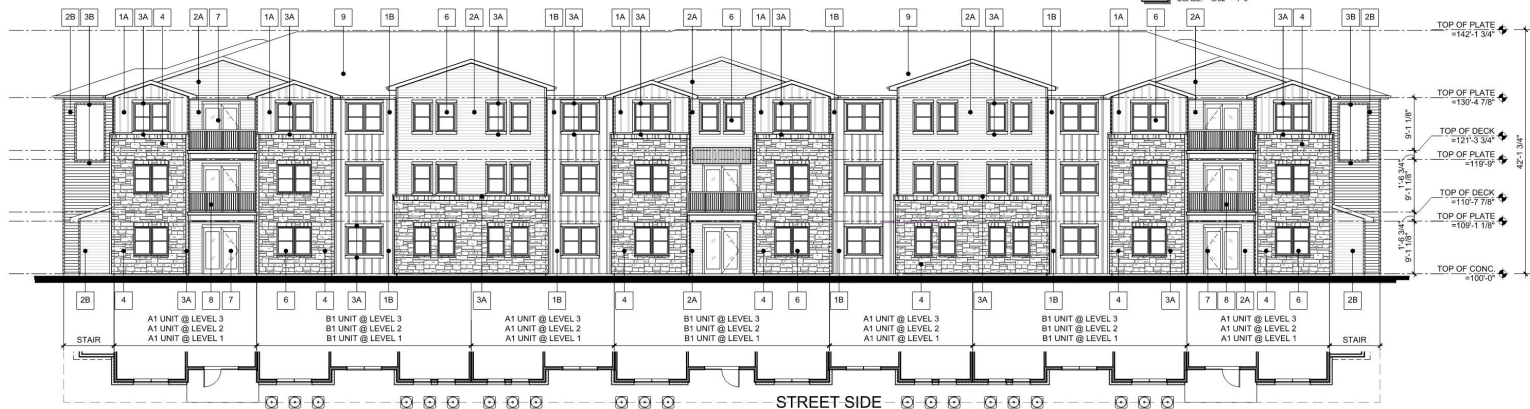 2B 3B 1A 3A 4 2A 7 1A 3A 9 1B 6 2A 3A 1B 3A 1A 3A 2A 6 1A 3A 1B 9 2A 3A 1B 1A 6 2A 3A 4 3B 2B
TOP OF PLATE
=142'-1 3/4"
TOP OF PLATE
=130'-4 7/8"
TOP OF DECK
=121'-3 3/4"
TOP OF PLATE
=119'-9"
TOP OF DECK
=110'-7 7/8"
TOP OF PLATE
=109'-1 1/8"
TOP OF CONC.
=100'-0"
9'-1 1/8"
1'-6 3/4"
9'-1 1/8"
1'-6 3/4"
9'-1 1/8"
42'-1 3/4"
2B 4 3A 8 7 6 4 3A 1B 3A 1B 4 2A 4 6 1B 4 3A 1B 4 3A 7 8 2A 4 6 2B
STAIR
A1 UNIT @ LEVEL 3
A1 UNIT @ LEVEL 2
A1 UNIT @ LEVEL 1
B1 UNIT @ LEVEL 3
B1 UNIT @ LEVEL 2
B1 UNIT @ LEVEL 1
A1 UNIT @ LEVEL 3
A1 UNIT @ LEVEL 2
A1 UNIT @ LEVEL 1
B1 UNIT @ LEVEL 3
B1 UNIT @ LEVEL 2
B1 UNIT @ LEVEL 1
A1 UNIT @ LEVEL 3
A1 UNIT @ LEVEL 2
A1 UNIT @ LEVEL 1
B1 UNIT @ LEVEL 3
B1 UNIT @ LEVEL 2
B1 UNIT @ LEVEL 1
A1 UNIT @ LEVEL 3
A1 UNIT @ LEVEL 2
A1 UNIT @ LEVEL 1
STAIR
STREET SIDE